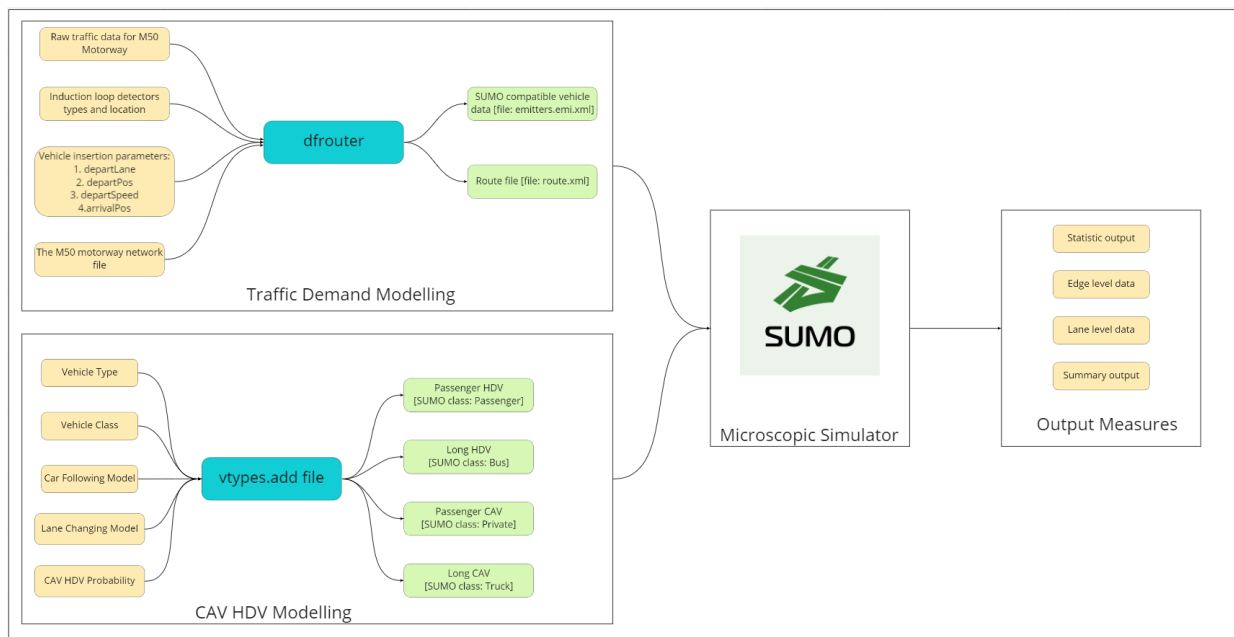 Raw traffic data for M50
Motorway
Induction loop detectors
types and location
Vehicle insertion parameters:
1. departLane
2. departPos
3. departSpeed
4.arrivalPos
The M50 motorway network
file
dfrouter
SUMO compatible vehicle
data [file: emitters.emi.xml]
Route file [file: route.xml]
Traffic Demand Modelling
Vehicle Type
Vehicle Class
Car Following Model
Lane Changing Model
CAV HDV Probability
vtypes.add file
Passenger HDV
[SUMO class: Passenger]
Long HDV
[SUMO class: Bus]
Passenger CAV
[SUMO class: Private]
Long CAV
[SUMO class: Truck]
CAV HDV Modelling
SUMO
Microscopic Simulator
Statistic output
Edge level data
Lane level data
Summary output
Output Measures